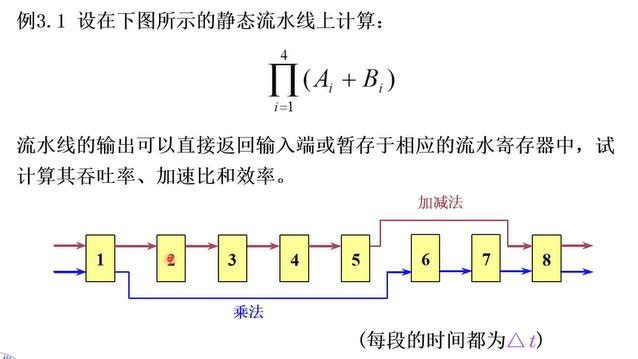 例3.1 设在下图所示的静态流水线上计算：
4
∏(Aᵢ + Bᵢ)
i=1
流水线的输出可以直接返回输入端或暂存于相应的流水寄存器中，试
计算其吞吐率、加速比和效率。
加减法
1 2 3 4 5 6 7 8
乘法
(每段的时间都为△t)